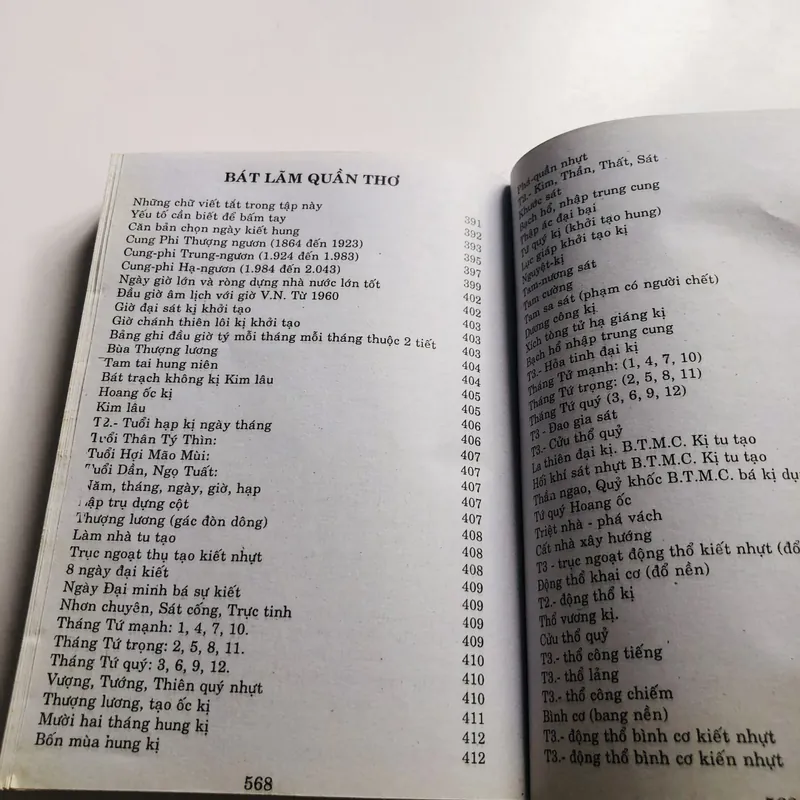 BÁT LÃM QUẦN THƠ
Những chữ viết tắt trong tập này 391
Yếu tố cần biết để bấm tay 392
Căn bản chọn ngày kiết hung 393
Cung Phi Thượng ngươn (1864 đến 1923) 395
Cung-phi Trung-ngươn (1.924 đến 1.983) 397
Cung-phi Hạ-ngươn (1.984 đến 2.043) 399
Ngày giờ lớn và ròng dựng nhà nước lớn tốt 402
Đầu giờ âm lịch với giờ V.N. Từ 1960 402
Giờ đại sát kị khởi tạo 403
Giờ chánh thiên lôi kị khởi tạo 403
Bảng ghi đầu giờ tý mỗi tháng mỗi tháng thuộc 2 tiết 403
Bùa Thượng lương 404
Tam tai hung niên 404
Bát trạch không kị Kim lâu 405
Hoang ốc kị 405
Kim lâu 406
T2.- Tuổi hạp kị ngày tháng 406
Tuổi Thân Tý Thìn: 407
Tuổi Hợi Mão Mùi: 407
Tuổi Dần, Ngọ Tuất: 407
Năm, tháng, ngày, giờ, hạp 407
Lập trụ dựng cột 407
Thượng lương (gác đòn dông) 408
Làm nhà tu tạo 408
Trục ngoạt thụ tạo kiết nhựt 408
8 ngày đại kiết 409
Ngày Đại minh bá sự kiết 409
Nhơn chuyên, Sát cống, Trực tinh 409
Tháng Tứ mạnh: 1, 4, 7, 10. 409
Tháng Tứ trọng: 2, 5, 8, 11. 410
Tháng Tứ quý: 3, 6, 9, 12. 410
Vượng, Tướng, Thiên quý nhựt 410
Thượng lương, tạo ốc kị 411
Mười hai tháng hung kị 412
Bốn mùa hung kị 412
568
Phá-quân nhựt
T3.- Kim, Thần, Thất, Sát
Khước sát
Bạch hổ, nhập trung cung
Thập ác đại bại
Tứ quý kị (khởi tạo hung)
Lục giáp khởi tạo kị
Nguyệt-kị
Tam-nương sát
Tam cường
Tam sa sát (phạm có người chết)
Dương công kị
Xích tòng tử hạ giáng kị
Bạch hổ nhập trung cung
T3.- Hỏa tinh đại kị
Tháng Tứ mạnh: (1, 4, 7, 10)
Tháng Tứ trọng: (2, 5, 8, 11)
Tháng Tứ quý (3, 6, 9, 12)
T3 - Đao gia sát
T3.- Cửu thổ quỷ
La thiên đại kị. B.T.M.C. Kị tu tạo
Hồi khí sát nhựt B.T.M.C. Kị tu tạo
Thần ngao, Quỷ khốc B.T.M.C. bá kị
Tứ quý Hoang ốc
Triệt nhà - phá vách
Cất nhà xây hướng
T3 - trục ngoạt động thổ kiết nhựt (đổ
Động thổ khai cơ (đổ nền)
T2.- động thổ kị
Thổ vương kị.
Cửu thổ quỷ
T3.- thổ công tiếng
T3.- thổ lảng
T3.- thổ công chiếm
Bình cơ (bang nền)
T3.- động thổ bình cơ kiết nhựt
T3.- động thổ bình cơ kiến nhựt